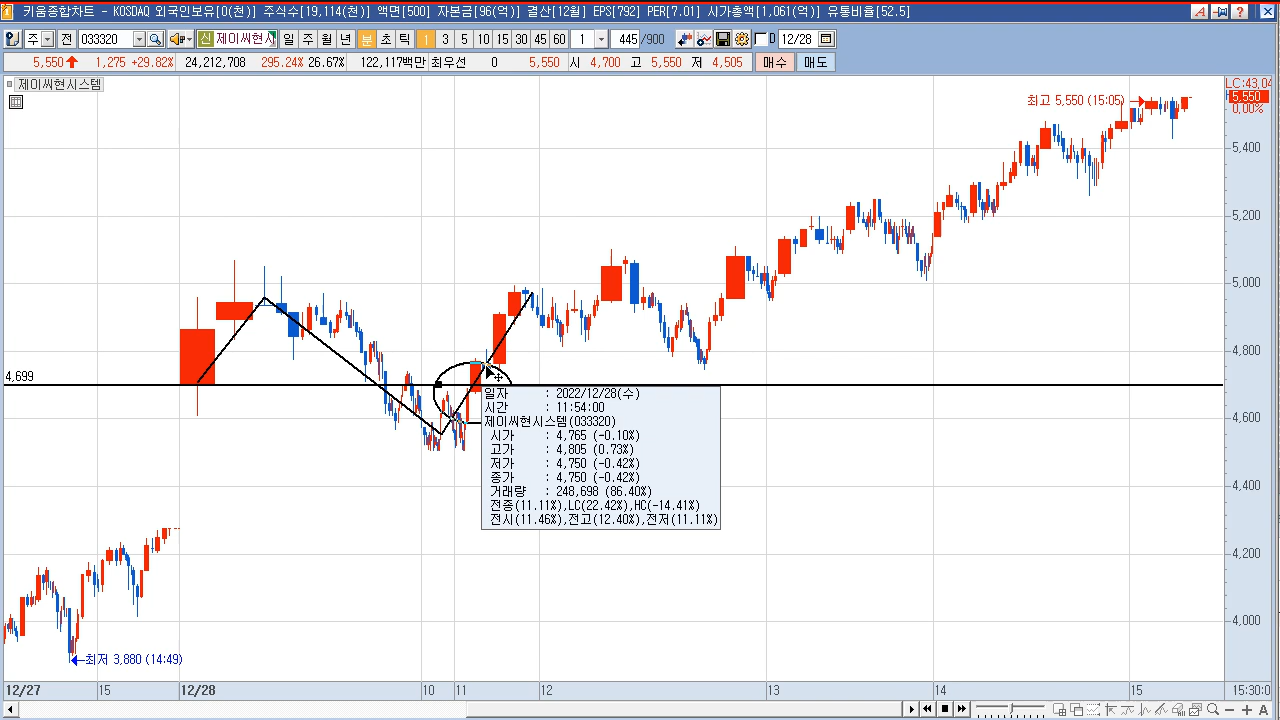 키움종합차트 - KOSDAQ 외국인보유[0(천)] 주식수[19,114(천)] 액면[500] 자본금[96(억)] 결산[12월] EPS[792] PER[7.01] 시가총액[1,061(억)] 유통비율[52.5]
주 전 033320 신 제이씨현시 일 주 월 년 분 초 틱 1 3 5 10 15 30 45 60 1 445 /900 D 12/28
5,550 1,275 +29.82% 24,212,708 295.24% 26.67% 122,117백만 최우선 0 5,550 시 4,700 고 5,550 저 4,505 매수 매도
제이씨현시스템
LC:43,04
최고 5,550 (15:05)
5,550
0.00%
5,400
5,200
5,000
4,800
4,699
4,600
일자 : 2022/12/28(수)
시간 : 11:54:00
제이씨현시스템(033320)
시가 : 4,765 (-0.10%)
고가 : 4,805 (0.73%)
저가 : 4,750 (-0.42%)
종가 : 4,750 (-0.42%)
거래량 : 248,698 (86.40%)
전종(11.11%),LC(22.42%),HC(-14.41%)
전시(11.46%),전고(12.40%),전저(11.11%)
4,400
4,200
4,000
최저 3,880 (14:49)
12/27 15 12/28 10 11 12 13 14 15 15:30:0
A